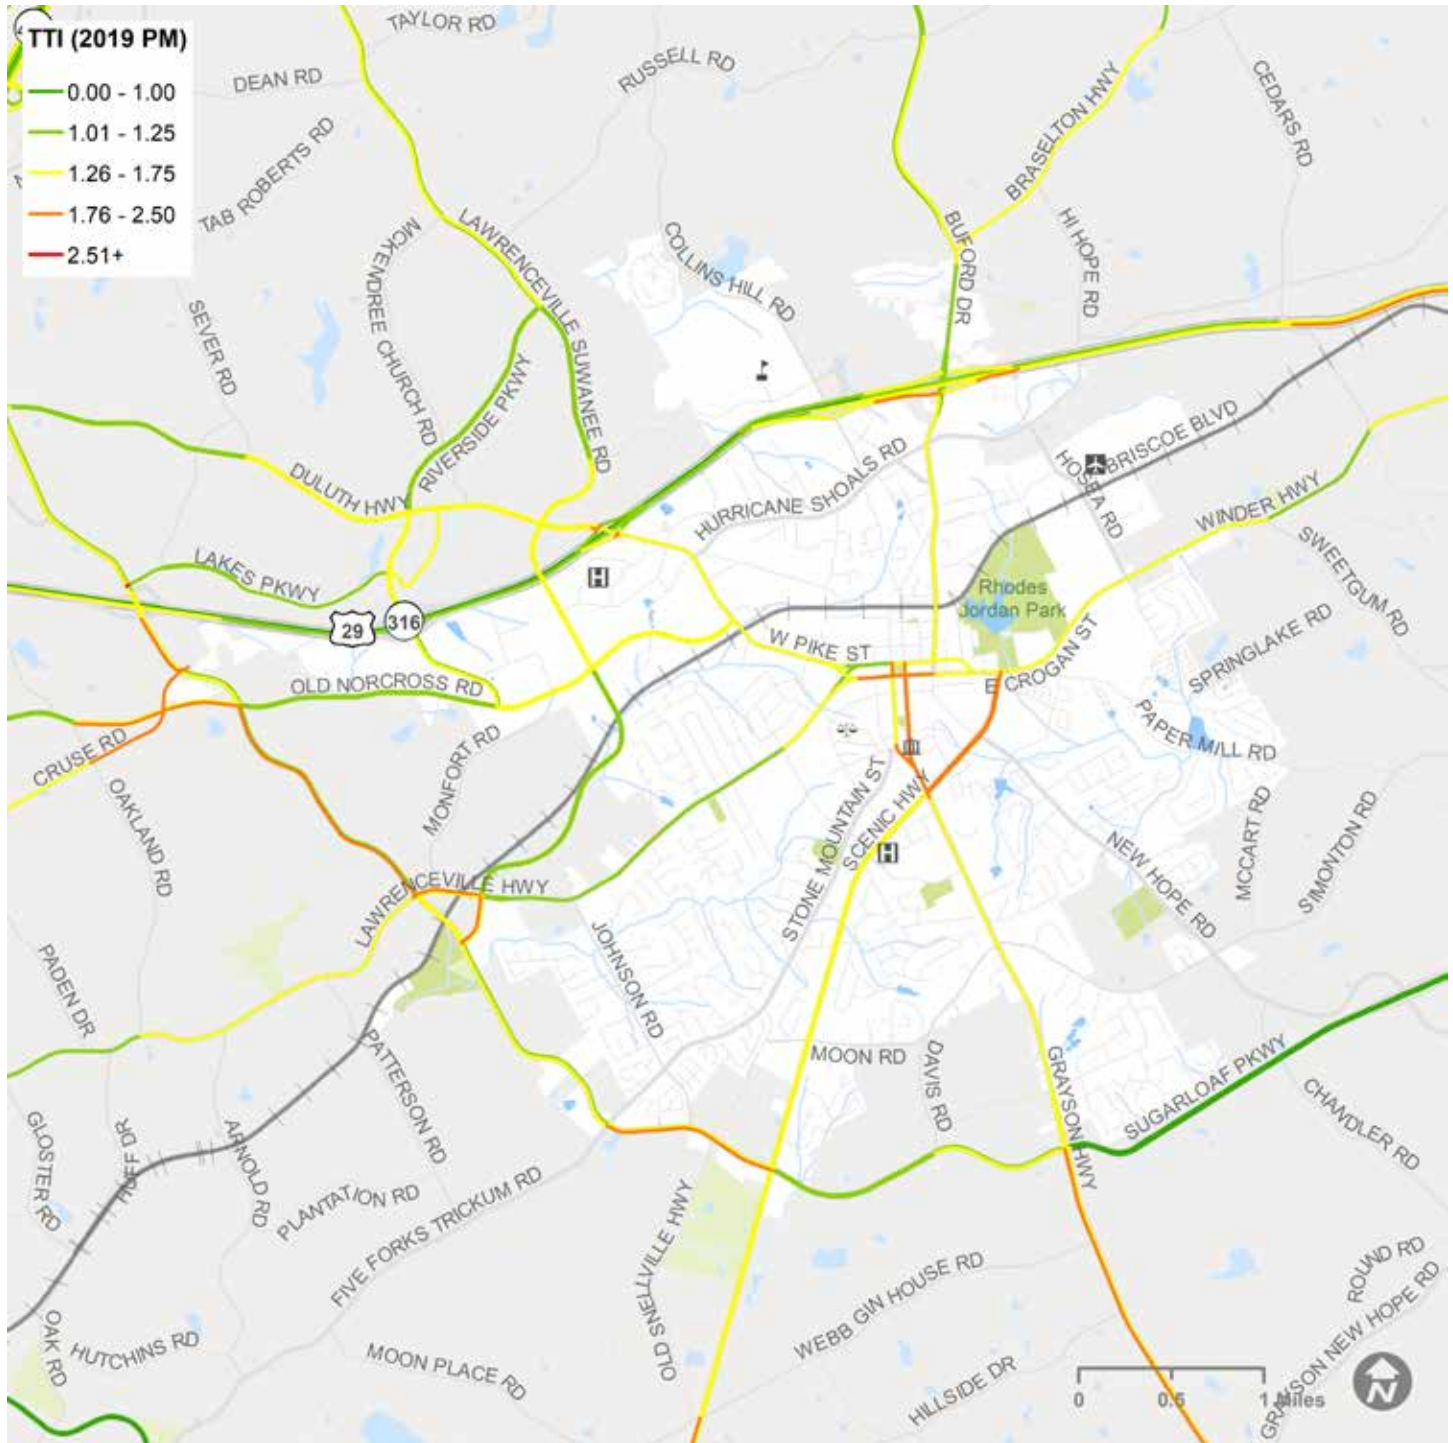 TTI (2019 PM)
0.00 - 1.00
1.01 - 1.25
1.26 - 1.75
1.76 - 2.50
2.51+
TAYLOR RD
DEAN RD
RUSSELL RD
CEDARS RD
BRASELTON HWY
TAB ROBERTS RD
MCKENDREE CHURCH RD
LAWRENCEVILLE SUWANEE RD
COLLINS HILL RD
BUFORD DR
HI HOPE RD
SEVER RD
RIVERSIDE PKWY
DULUTH HWY
HURRICANE SHOALS RD
HOSEA RD
BRISCOE BLVD
WINDER HWY
SWEETGUM RD
LAKES PKWY
29
316
H
Rhodes
Jordan Park
W PIKE ST
E CROGAN ST
SPRINGLAKE RD
OLD NORCROSS RD
PAPER MILL RD
CRUSE RD
MONFORT RD
OAKLAND RD
STONE MOUNTAIN ST
SCENIC HWY
H
MCCART RD
SIMONTON RD
NEW HOPE RD
LAWRENCEVILLE HWY
JOHNSON RD
PADEN DR
PATTERSON RD
MOON RD
DAVIS RD
GRAYSON HWY
SUGARLOAF PKWY
CHANDLER RD
GLOSTER RD
HUFF DR
ARNOLD RD
PLANTATION RD
FIVE FORKS TRICKUM RD
OLD SNELLVILLE HWY
WEBB GIN HOUSE RD
ROUND RD
GRAYSON NEW HOPE RD
OAK RD
HUTCHINS RD
MOON PLACE RD
HILLSIDE DR
0 0.5 1 Miles
N